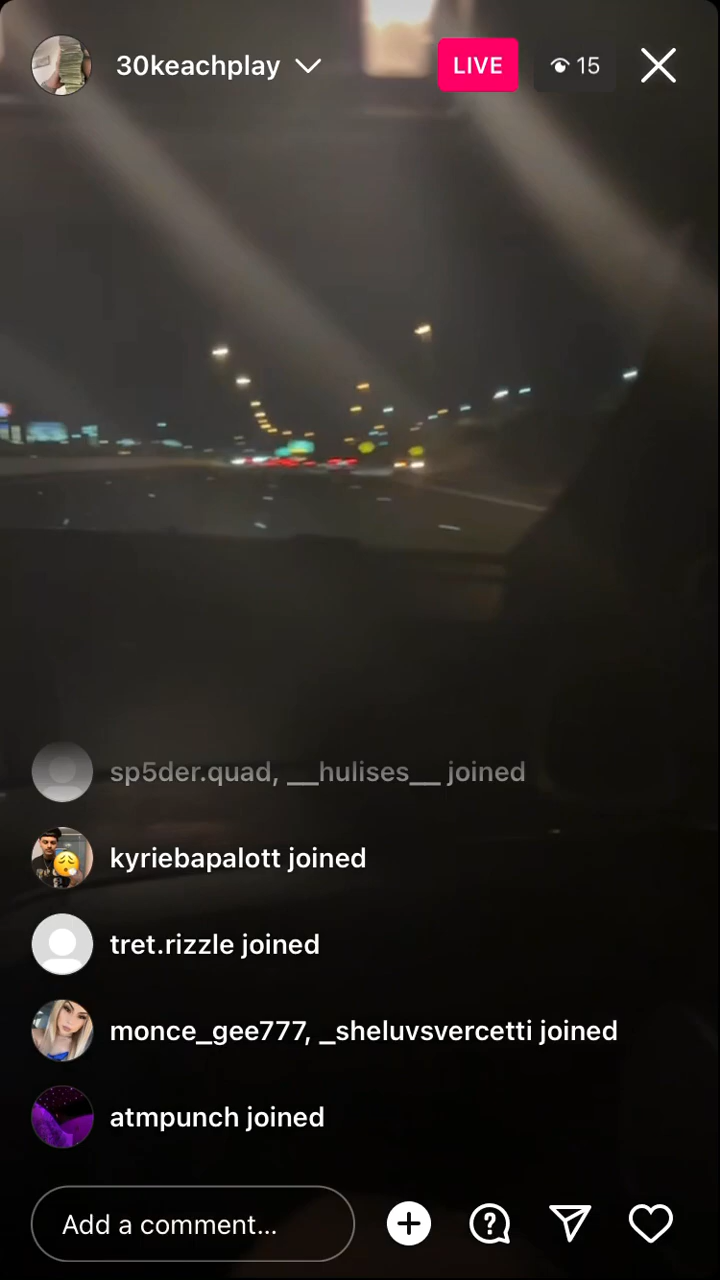 30keachplay
LIVE
15
sp5der.quad, __hulises__ joined
kyriebapalott joined
tret.rizzle joined
monce_gee777, _sheluvsvercetti joined
atmpunch joined
Add a comment...